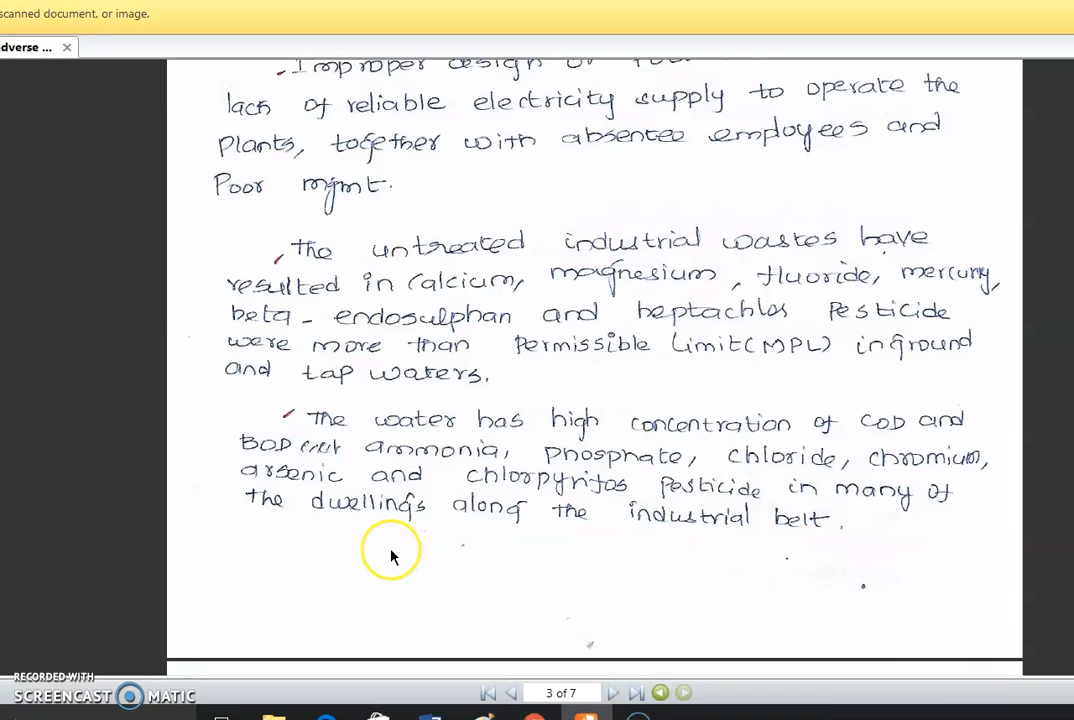 scanned document, or image.
dverse ...
Improper design or
lack of reliable electricity supply to operate the
plants, together with absentee employees and
Poor mgmt.
The untreated industrial wastes have
resulted in Calcium, magnesium, fluoride, mercury,
beta - endosulphan and heptachlos Pesticide
were more than Permissible Limit (MPL) in ground
and tap waters.
The water has high concentration of COD and
BOD ammonia, phosphate, chloride, chromium,
arsenic and chlorpyrifos pesticide in many of
the dwellings along the industrial belt.
RECORDED WITH
SCREENCAST MATIC
3 of 7